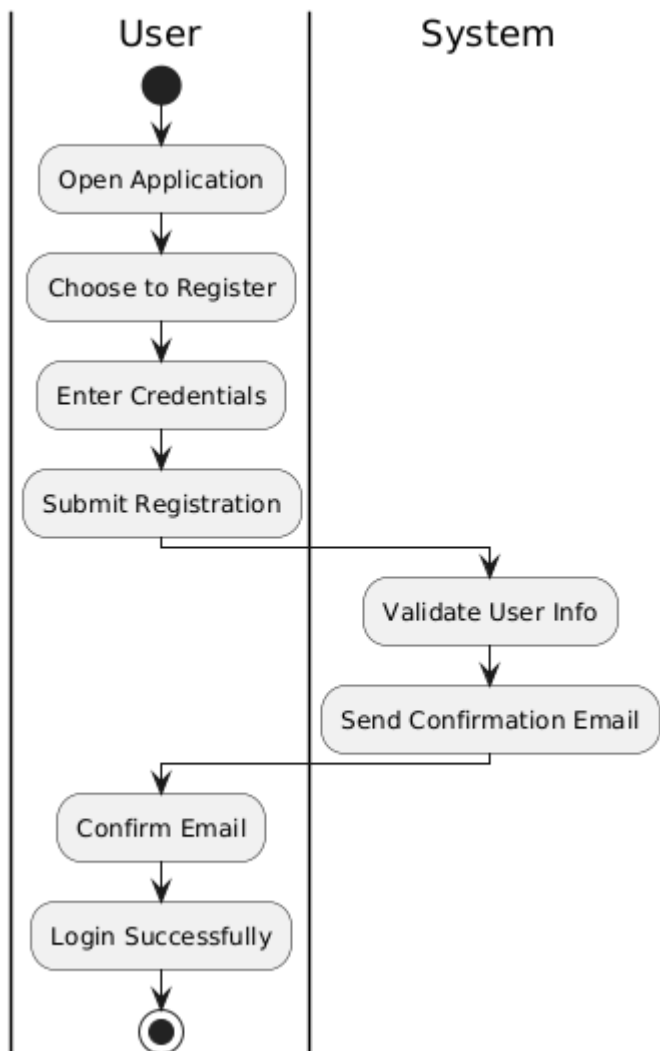 User
System
Open Application
Choose to Register
Enter Credentials
Submit Registration
Validate User Info
Send Confirmation Email
Confirm Email
Login Successfully